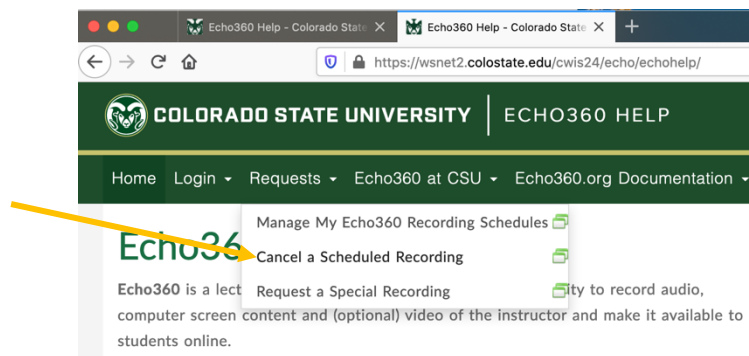 Echo360 Help - Colorado State
Echo360 Help - Colorado State
https://wsnet2.colostate.edu/cwis24/echo/echohelp/
COLORADO STATE UNIVERSITY ECHO360 HELP
Home Login Requests Echo360 at CSU Echo360.org Documentation
Manage My Echo360 Recording Schedules
Echo36
Cancel a Scheduled Recording
Request a Special Recording
Echo360 is a lect ity to record audio,
computer screen content and (optional) video of the instructor and make it available to
students online.